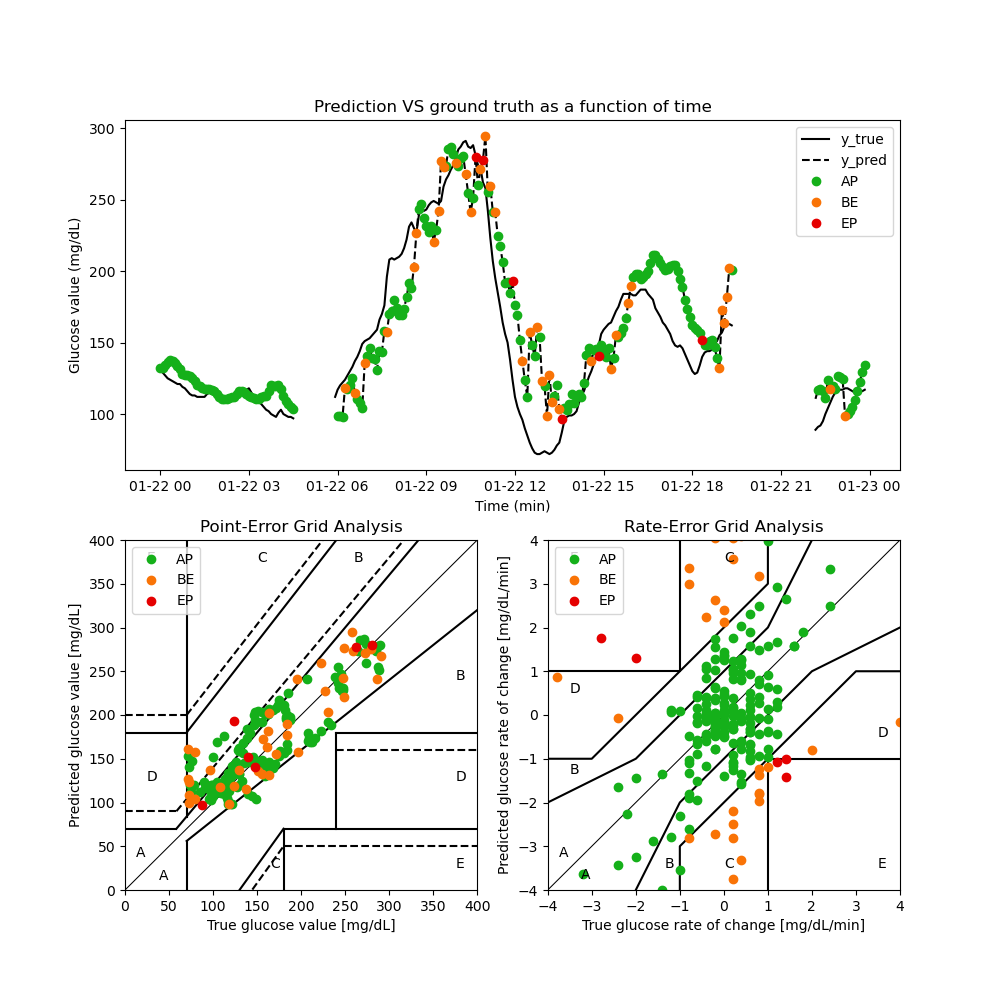 Prediction VS ground truth as a function of time
300
250
200
150
100
Glucose value (mg/dL)
y_true
y_pred
AP
BE
EP
01-22 00 01-22 03 01-22 06 01-22 09 01-22 12 01-22 15 01-22 18 01-22 21 01-23 00
Time (min)
Point-Error Grid Analysis
400
350
300
250
200
150
100
50
0
Predicted glucose value [mg/dL]
AP
BE
EP
C
B
B
D
D
A
A
C
E
0 50 100 150 200 250 300 350 400
True glucose value [mg/dL]
Rate-Error Grid Analysis
4
3
2
1
0
−1
−2
−3
−4
Predicted glucose rate of change [mg/dL/min]
AP
BE
EP
C
D
D
B
A
A
B
C
E
−4 −3 −2 −1 0 1 2 3 4
True glucose rate of change [mg/dL/min]